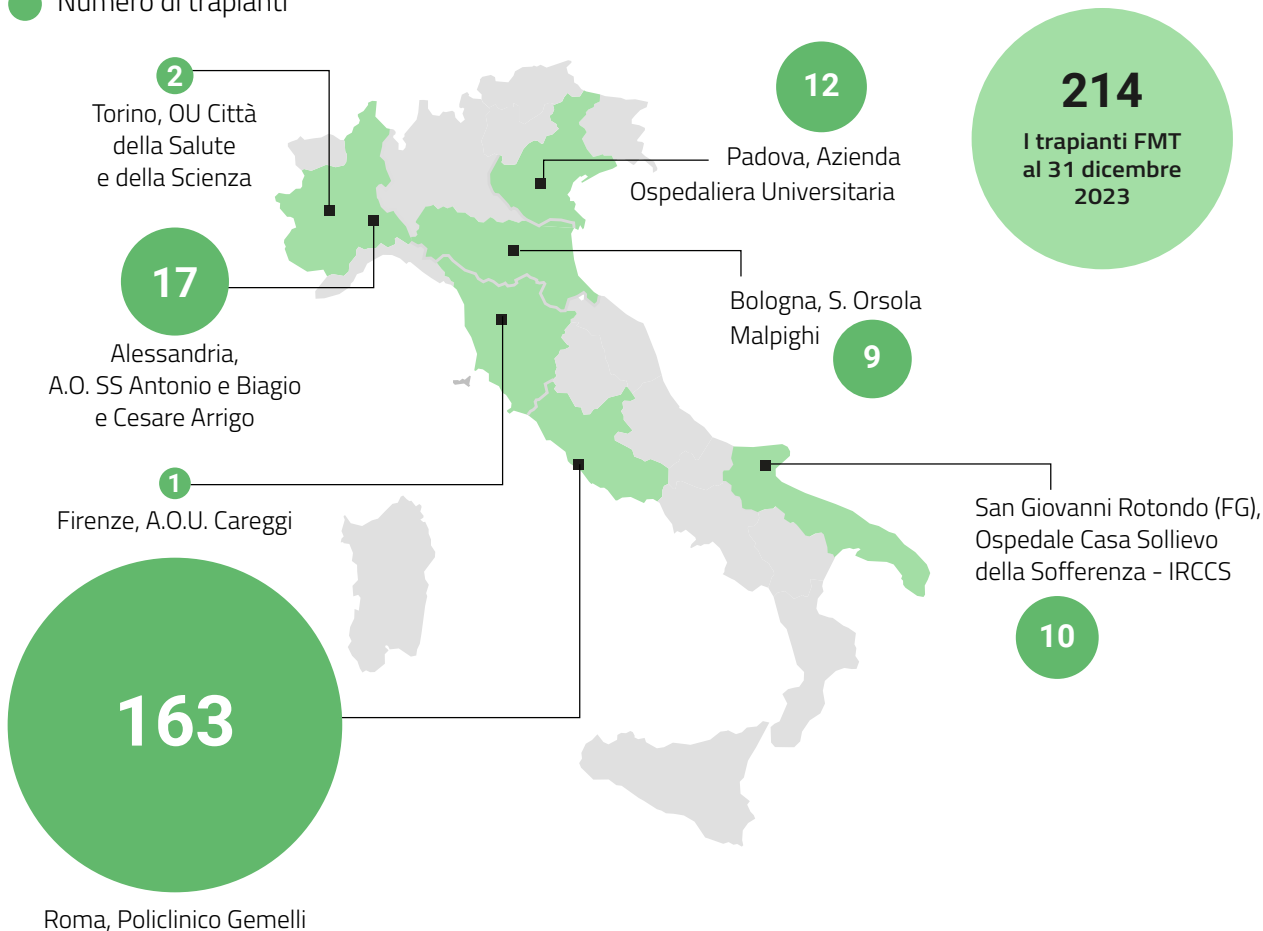 Numero di trapianti
2
Torino, OU Città
della Salute
e della Scienza
12
Padova, Azienda
Ospedaliera Universitaria
214
I trapianti FMT
al 31 dicembre
2023
17
Alessandria,
A.O. SS Antonio e Biagio
e Cesare Arrigo
Bologna, S. Orsola
Malpighi
9
1
Firenze, A.O.U. Careggi
San Giovanni Rotondo (FG),
Ospedale Casa Sollievo
della Sofferenza - IRCCS
10
163
Roma, Policlinico Gemelli